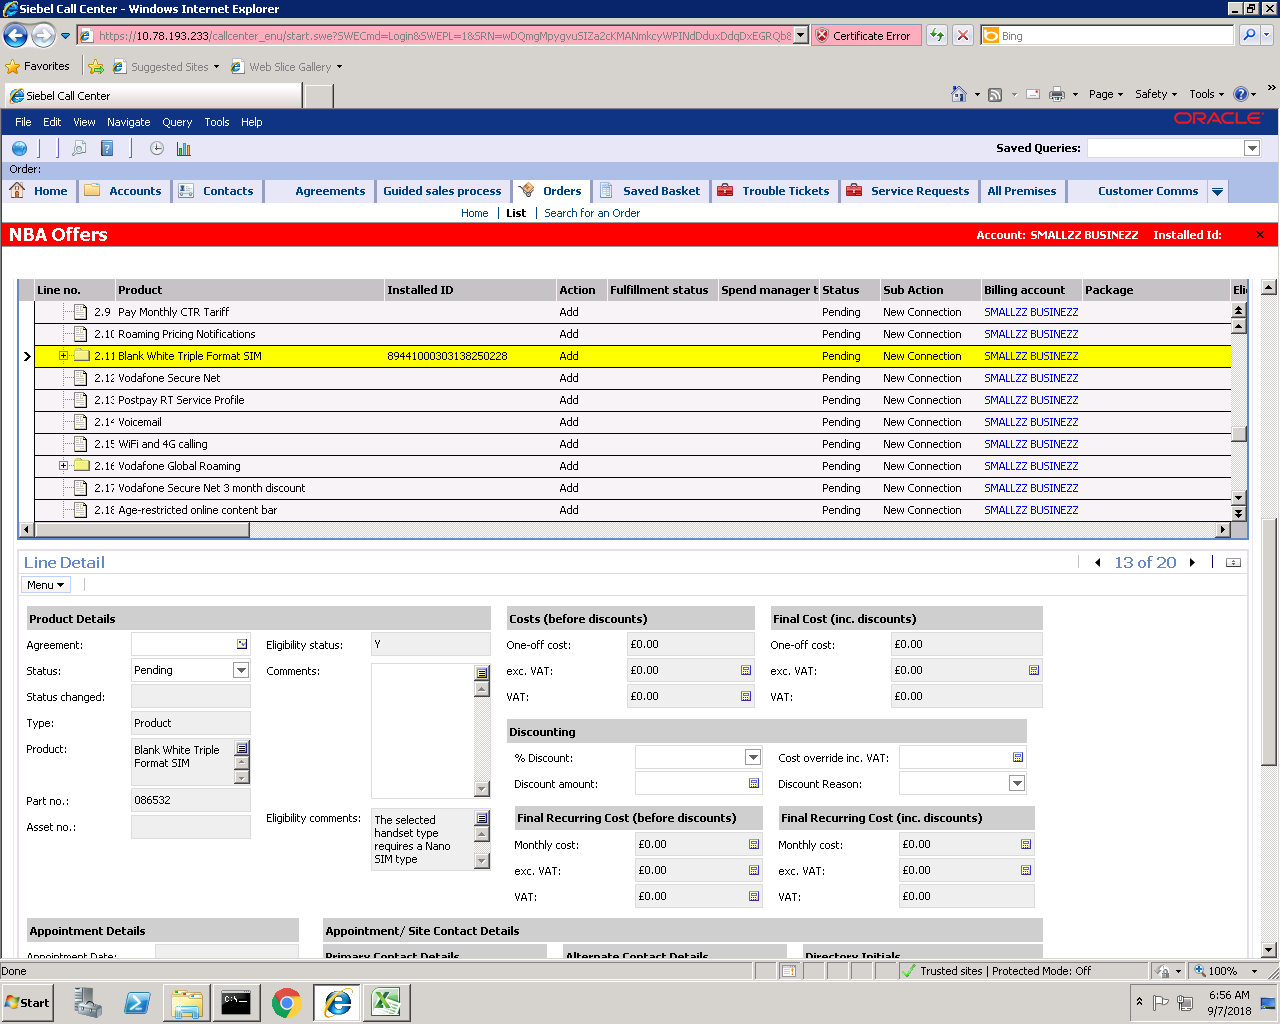 Siebel Call Center - Windows Internet Explorer
https://10.78.193.233/callcenter_enu/start.swe?SWECmd=Login&SWEPL=1&SRN=
Certificate Error
Bing
Favorites Suggested Sites Web Slice Gallery
Siebel Call Center
Page Safety Tools
File Edit View Navigate Query Tools Help
ORACLE
Saved Queries:
Order:
Home Accounts Contacts Agreements Guided sales process Orders Saved Basket Trouble Tickets Service Requests All Premises Customer Comms
Home | List | Search for an Order
NBA Offers Account: SMALLZZ BUSINEZZ Installed Id:
Line no. Product Installed ID Action Fulfillment status Spend manager t Status Sub Action Billing account Package Eli
2.9 Pay Monthly CTR Tariff Add Pending New Connection SMALLZZ BUSINEZZ
2.10 Roaming Pricing Notifications Add Pending New Connection SMALLZZ BUSINEZZ
2.11 Blank White Triple Format SIM 89441000303138250228 Add Pending New Connection SMALLZZ BUSINEZZ
2.12 Vodafone Secure Net Add Pending New Connection SMALLZZ BUSINEZZ
2.13 Postpay RT Service Profile Add Pending New Connection SMALLZZ BUSINEZZ
2.14 Voicemail Add Pending New Connection SMALLZZ BUSINEZZ
2.15 WiFi and 4G calling Add Pending New Connection SMALLZZ BUSINEZZ
2.16 Vodafone Global Roaming Add Pending New Connection SMALLZZ BUSINEZZ
2.17 Vodafone Secure Net 3 month discount Add Pending New Connection SMALLZZ BUSINEZZ
2.18 Age-restricted online content bar Add Pending New Connection SMALLZZ BUSINEZZ
Line Detail 13 of 20
Menu
Product Details
Agreement:
Status: Pending
Status changed:
Type: Product
Product: Blank White Triple
Format SIM
Part no.: 086532
Asset no.:
Eligibility status: Y
Comments:
Eligibility comments: The selected
handset type
requires a Nano
SIM type
Costs (before discounts)
One-off cost: £0.00
exc. VAT: £0.00
VAT: £0.00
Final Cost (inc. discounts)
One-off cost: £0.00
exc. VAT: £0.00
VAT: £0.00
Discounting
% Discount: Cost override inc. VAT:
Discount amount: Discount Reason:
Final Recurring Cost (before discounts)
Monthly cost: £0.00
exc. VAT: £0.00
VAT: £0.00
Final Recurring Cost (inc. discounts)
Monthly cost: £0.00
exc. VAT: £0.00
VAT: £0.00
Appointment Details
Appointment Date:
Appointment/ Site Contact Details
Primary Contact Details Alternate Contact Details Directory Initials
Done Trusted sites | Protected Mode: Off 100%
Start
C:\
6:56 AM
9/7/2018